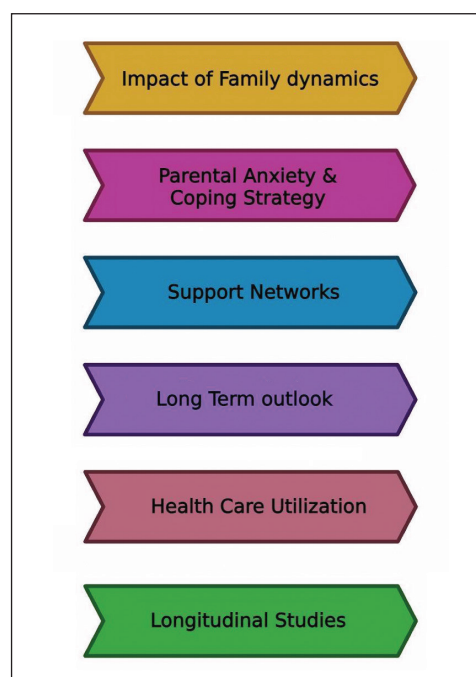 Impact of Family dynamics
Parental Anxiety &
Coping Strategy
Support Networks
Long Term outlook
Health Care Utilization
Longitudinal Studies